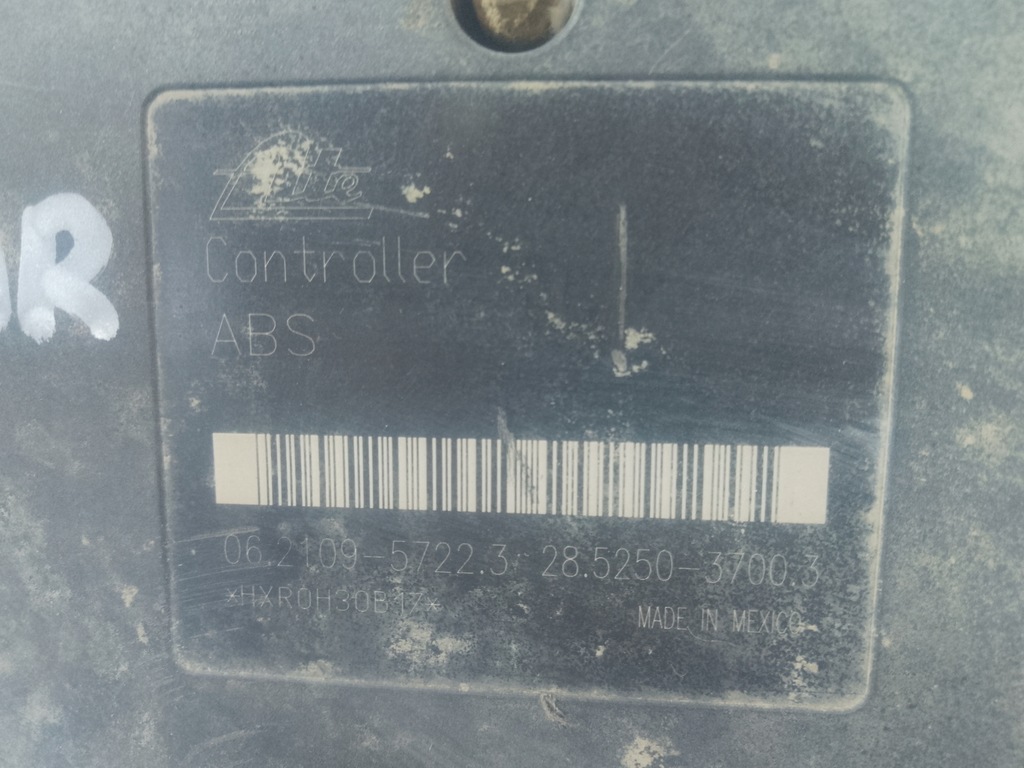 Ate
Controller
ABS
06.2109-5722.3 28.5250-3700.3
*HXR0H30B1Z*
MADE IN MEXICO
R